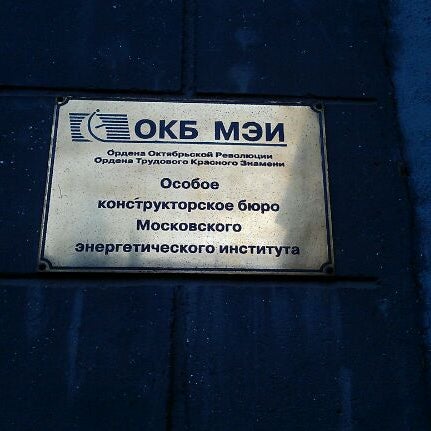 ОКБ МЭИ
Ордена Октябрьской Революции
Ордена Трудового Красного Знамени
Особое
конструкторское бюро
Московского
энергетического института